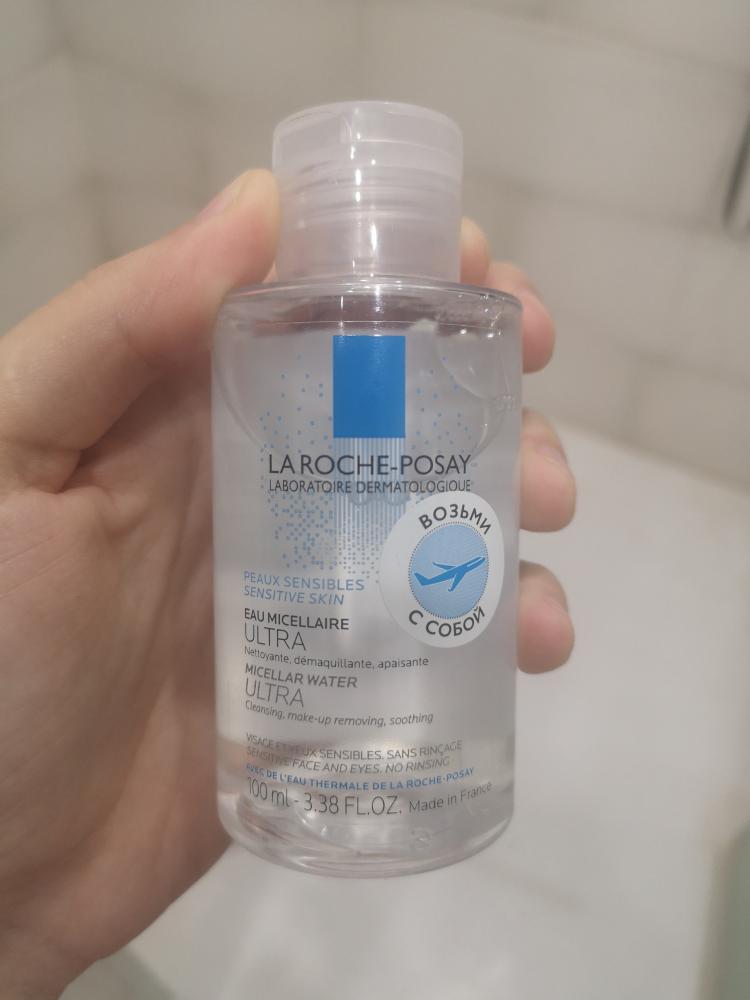 LA ROCHE-POSAY
LABORATOIRE DERMATOLOGIQUE
ВОЗЬМИ
С СОБОЙ
PEAUX SENSIBLES
SENSITIVE SKIN
EAU MICELLAIRE
ULTRA
Nettoyante, démaquillante, apaisante
MICELLAR WATER
ULTRA
Cleansing, make-up removing, soothing
VISAGE ET YEUX SENSIBLES. SANS RINÇAGE
SENSITIVE FACE AND EYES. NO RINSING
AVEC DE L'EAU THERMALE DE LA ROCHE-POSAY
100 ml - 3.38 FL.OZ. Made in France